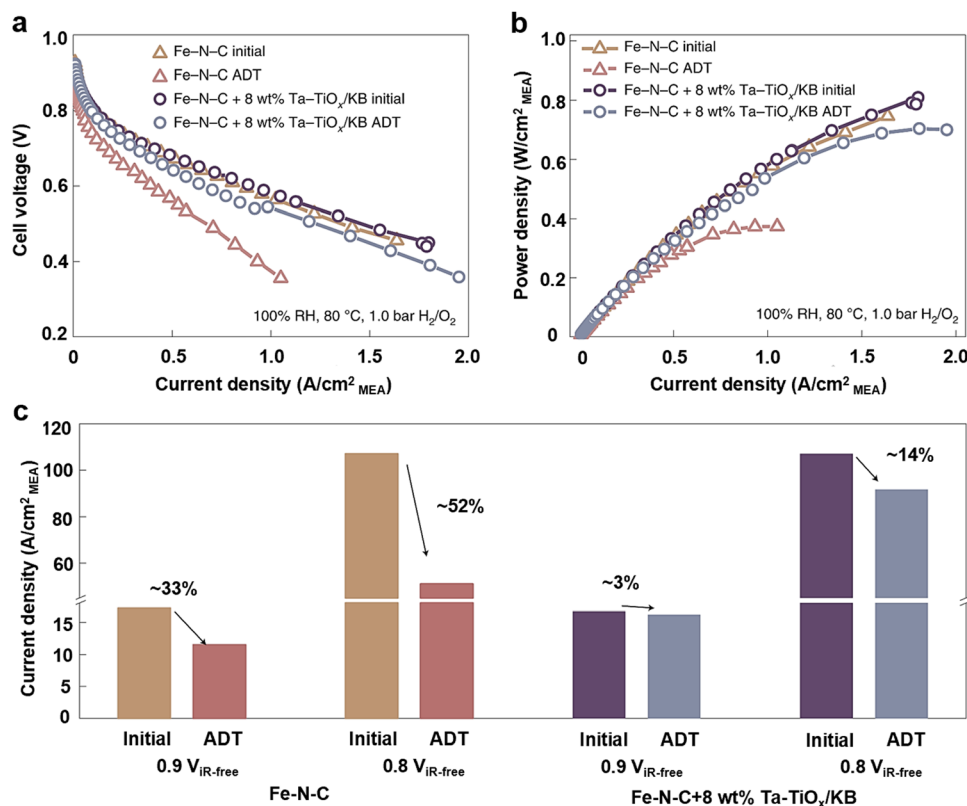 a
Cell voltage (V)
1.0
0.8
0.6
0.4
0.2
0
0.5
1.0
1.5
2.0
Current density (A/cm² MEA)
Fe–N–C initial
Fe–N–C ADT
Fe–N–C + 8 wt% Ta–TiOₓ/KB initial
Fe–N–C + 8 wt% Ta–TiOₓ/KB ADT
100% RH, 80 °C, 1.0 bar H₂/O₂
b
Power density (W/cm² MEA)
1.0
0.8
0.6
0.4
0.2
0
0
0.5
1.0
1.5
2.0
Current density (A/cm² MEA)
Fe–N–C initial
Fe–N–C ADT
Fe–N–C + 8 wt% Ta–TiOₓ/KB initial
Fe–N–C + 8 wt% Ta–TiOₓ/KB ADT
100% RH, 80 °C, 1.0 bar H₂/O₂
c
Current density (A/cm² MEA)
120
100
80
60
15
10
5
0
~33%
~52%
~3%
~14%
Initial ADT Initial ADT Initial ADT Initial ADT
0.9 V iR-free 0.8 V iR-free 0.9 V iR-free 0.8 V iR-free
Fe-N-C Fe-N-C+8 wt% Ta-TiOₓ/KB